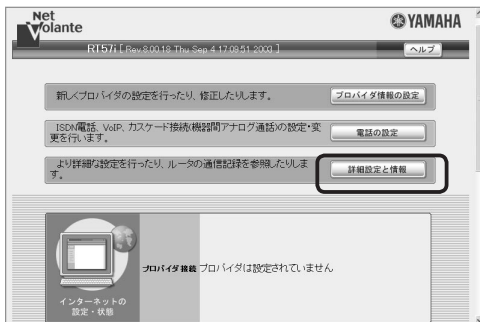 Net
Volante
YAMAHA
RT57i [ Rev.8.00.18 Thu Sep 4 17:09:51 2003 ]
ヘルプ
新しくプロバイダの設定を行ったり、修正したりします。
プロバイダ情報の設定
ISDN電話、VoIP、カスケード接続(機器間アナログ通話)の設定・変
更を行います。
電話の設定
より詳細な設定を行ったり、ルータの通信記録を参照したりしま
す。
詳細設定と情報
プロバイダ接続 プロバイダは設定されていません
インターネットの
設定・状態